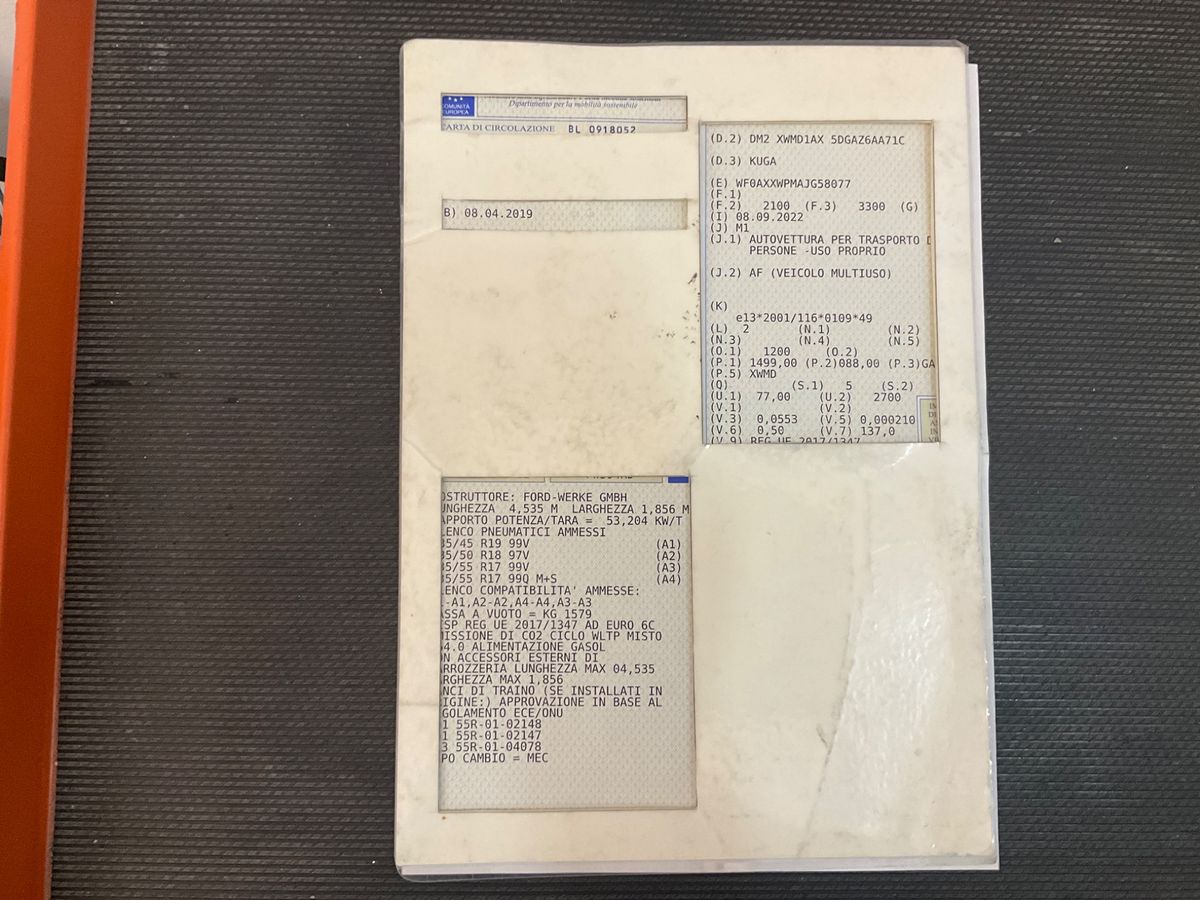 COMUNITÀ
EUROPEA
Dipartimento per la mobilità sostenibile
CARTA DI CIRCOLAZIONE BL 0918052
B) 08.04.2019
OSTRUTTORE: FORD-WERKE GMBH
UNGHEZZA 4,535 M LARGHEZZA 1,856 M
APPORTO POTENZA/TARA = 53,204 KW/T
LENCO PNEUMATICI AMMESSI
35/45 R19 99V (A1)
35/50 R18 97V (A2)
35/55 R17 99V (A3)
35/55 R17 99Q M+S (A4)
LENCO COMPATIBILITA' AMMESSE:
-A1,A2-A2,A4-A4,A3-A3
ASSA A VUOTO = KG 1579
SP REG UE 2017/1347 AD EURO 6C
MISSIONE DI CO2 CICLO WLTP MISTO
4.0 ALIMENTAZIONE GASOL
N ACCESSORI ESTERNI DI
RROZZERIA LUNGHEZZA MAX 04,535
RGHEZZA MAX 1,856
NCI DI TRAINO (SE INSTALLATI IN
IGINE:) APPROVAZIONE IN BASE AL
GOLAMENTO ECE/ONU
1 55R-01-02148
1 55R-01-02147
3 55R-01-04078
PO CAMBIO = MEC
(D.2) DM2 XWMD1AX 5DGAZ6AA71C
(D.3) KUGA
(E) WF0AXXWPMAJG58077
(F.1)
(F.2) 2100 (F.3) 3300 (G)
(I) 08.09.2022
(J) M1
(J.1) AUTOVETTURA PER TRASPORTO D
PERSONE -USO PROPRIO
(J.2) AF (VEICOLO MULTIUSO)
(K)
e13*2001/116*0109*49
(L) 2 (N.1) (N.2)
(N.3) (N.4) (N.5)
(O.1) 1200 (O.2)
(P.1) 1499,00 (P.2)088,00 (P.3)GA
(P.5) XWMD
(Q) (S.1) 5 (S.2)
(U.1) 77,00 (U.2) 2700
(V.1) (V.2)
(V.3) 0,0553 (V.5) 0,000210
(V.6) 0,50 (V.7) 137,0
(V.9) REG UE 2017/1347